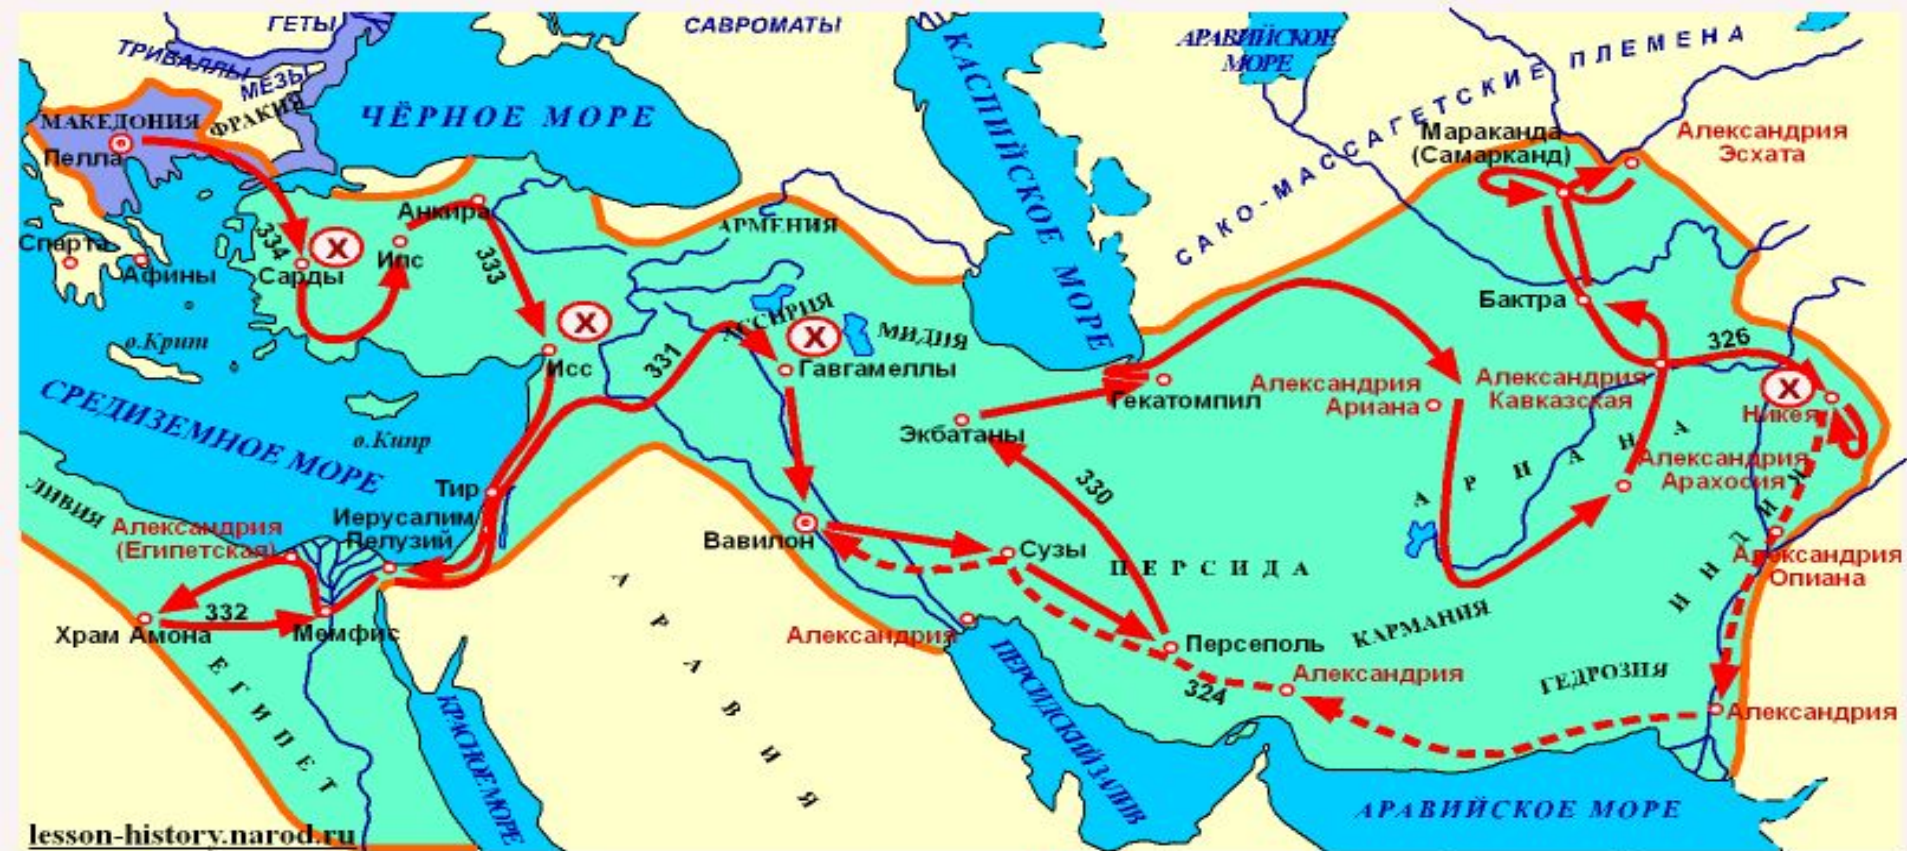 ГЕТЫ
САВРОМАТЫ
ТРИБАЛЛЫ
МЕЗЫ
ФРАКИЯ
МАКЕДОНИЯ
Пелла
ЧЁРНОЕ МОРЕ
КАСПИЙСКОЕ МОРЕ
АРАВИЙСКОЕ
МОРЕ
САКО-МАССАГЕТСКИЕ ПЛЕМЕНА
Мараканда
(Самарканд)
Александрия
Эсхата
Спарта
Афины
334
Сарды
X
Ипс
Анкира
333
АРМЕНИЯ
о.Крит
X
Исс
331
АССИРИЯ
X
МИДИЯ
Гавгамеллы
Бактра
326
X
Никея
СРЕДИЗЕМНОЕ МОРЕ
о.Кипр
Экбатаны
Гекатомпил
Александрия
Ариана
Александрия
Кавказская
АРИАНА
Александрия
Арахосия
ЛИВИЯ
Александрия
(Египетская)
Тир
Иерусалим
Пелузий
330
Вавилон
Сузы
ПЕРСИДА
ИНДИЯ
Александрия
Опиана
332
Храм Амона
Мемфис
ЕГИПЕТ
АРАВИЯ
Александрия
Персеполь
КАРМАНИЯ
324
Александрия
ГЕДРОЗИЯ
Александрия
КРАСНОЕ МОРЕ
ПЕРСИДСКИЙ ЗАЛИВ
АРАВИЙСКОЕ МОРЕ
lesson-history.narod.ru